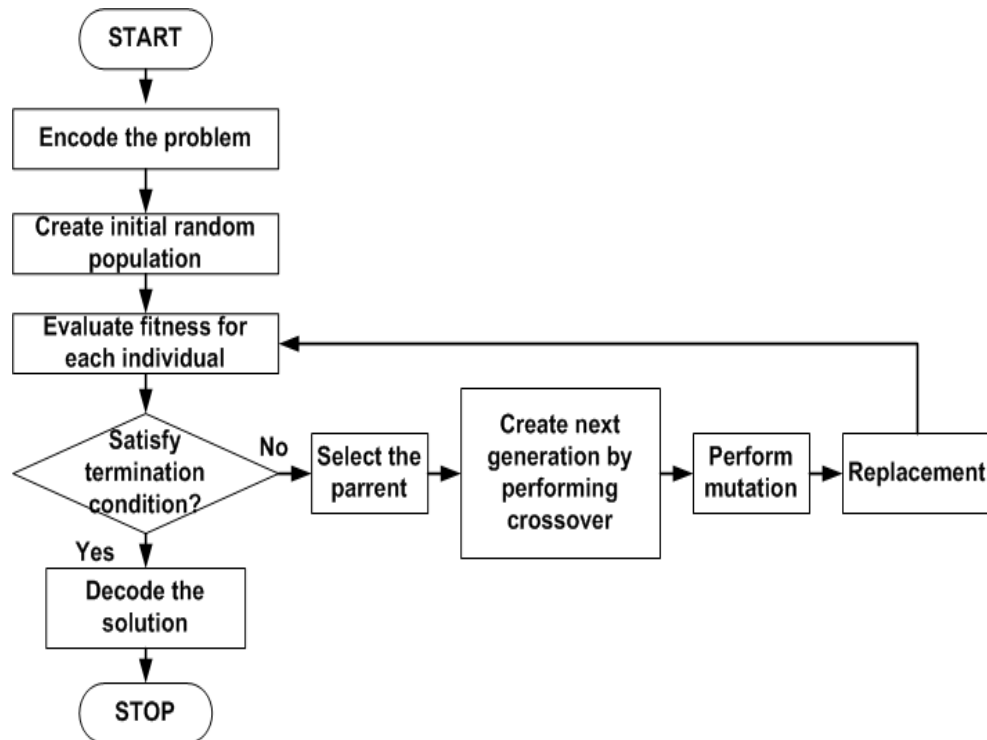 START
Encode the problem
Create initial random
population
Evaluate fitness for
each individual
Satisfy
termination
condition?
No
Select the
parrent
Create next
generation by
performing
crossover
Perform
mutation
Replacement
Yes
Decode the
solution
STOP